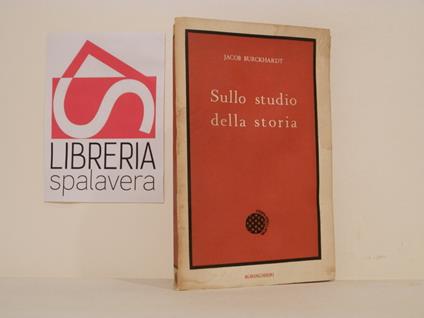 LIBRERIA
spalavera
JACOB BURCKHARDT
Sullo studio
della storia
BORINGHIERI